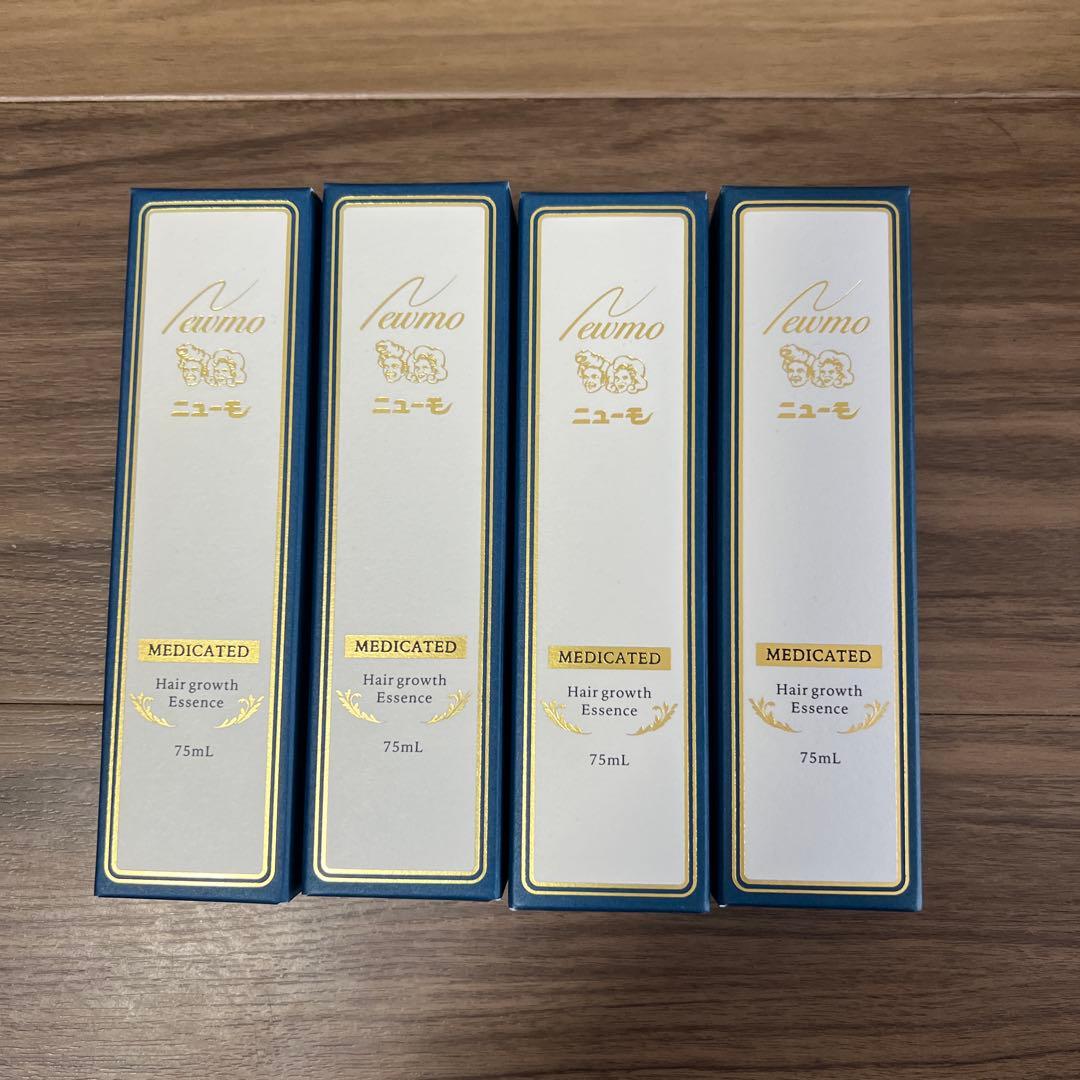 Newmo
ニューモ
MEDICATED
Hair growth
Essence
75mL
Newmo
ニューモ
MEDICATED
Hair growth
Essence
75mL
Newmo
ニューモ
MEDICATED
Hair growth
Essence
75mL
Newmo
ニューモ
MEDICATED
Hair growth
Essence
75mL